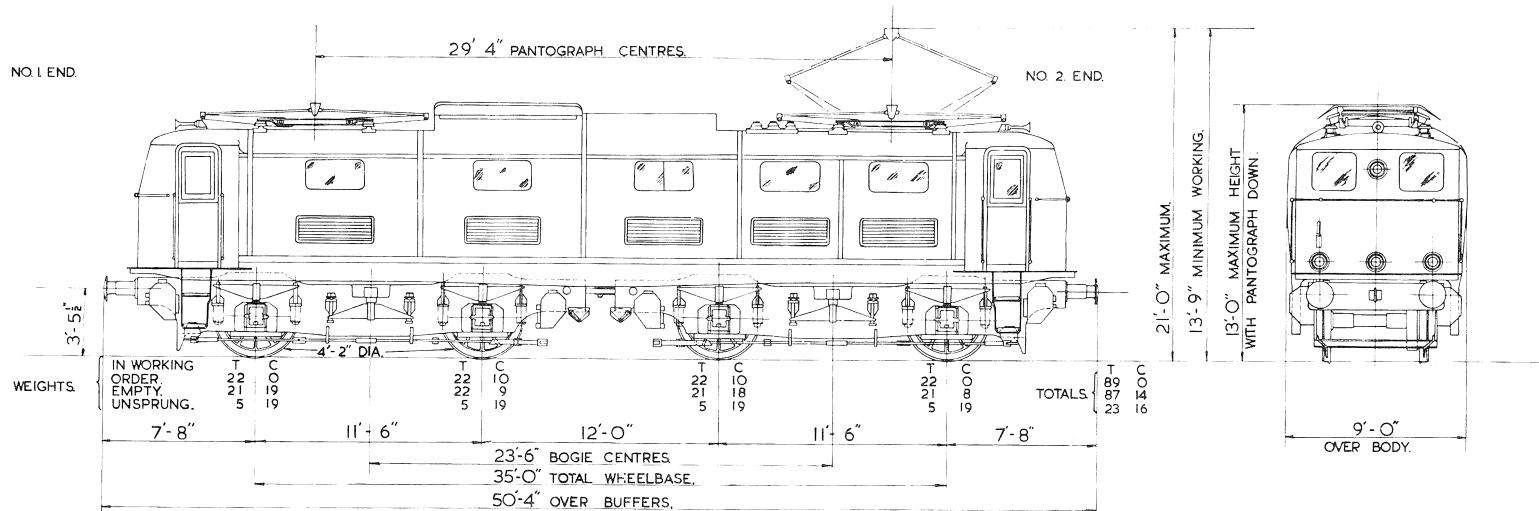 29' 4" PANTOGRAPH CENTRES.
NO. 1. END.
NO. 2. END.
21'-0" MAXIMUM.
13'-9" MINIMUM WORKING.
13'-0" MAXIMUM HEIGHT
WITH PANTOGRAPH DOWN.
3'-5½"
4'-2" DIA.
WEIGHTS.
T C T C T C T C T C
IN WORKING
ORDER. 22 0 22 10 22 10 22 0 TOTALS. 89 0
EMPTY. 21 19 22 9 21 18 21 8 87 14
UNSPRUNG. 5 19 5 19 5 19 5 19 23 16
7'-8" 11'-6" 12'-0" 11'-6" 7'-8"
9'-0"
OVER BODY.
23'-6" BOGIE CENTRES.
35'-0" TOTAL WHEELBASE.
50'-4" OVER BUFFERS.